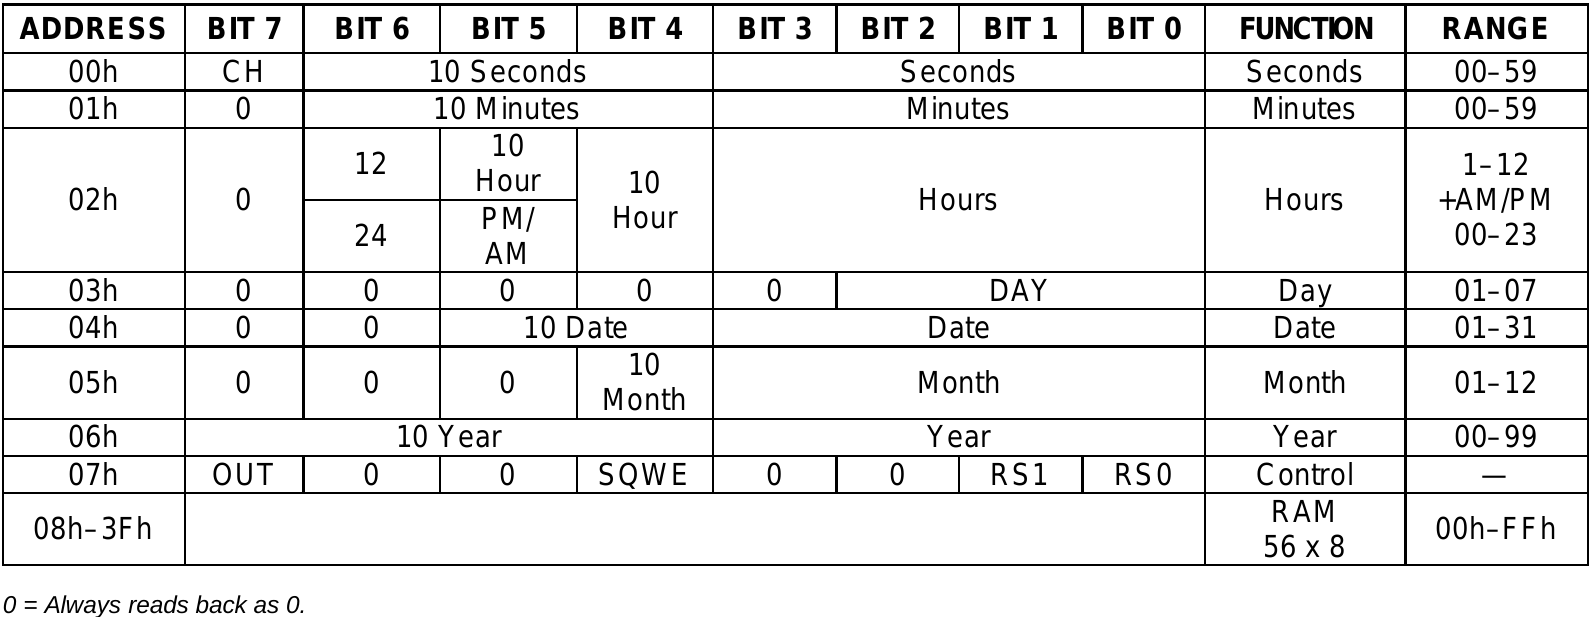 ADDRESS BIT 7 BIT 6 BIT 5 BIT 4 BIT 3 BIT 2 BIT 1 BIT 0 FUNCTION RANGE
00h CH 10 Seconds Seconds Seconds 00–59
01h 0 10 Minutes Minutes Minutes 00–59
02h 0 12 10 Hour 10 Hour Hours Hours 1–12 +AM/PM 00–23
24 PM/ AM
03h 0 0 0 0 0 DAY Day 01–07
04h 0 0 10 Date Date Date 01–31
05h 0 0 0 10 Month Month Month 01–12
06h 10 Year Year Year 00–99
07h OUT 0 0 SQWE 0 0 RS1 RS0 Control —
08h–3Fh RAM 56 x 8 00h–FFh
0 = Always reads back as 0.